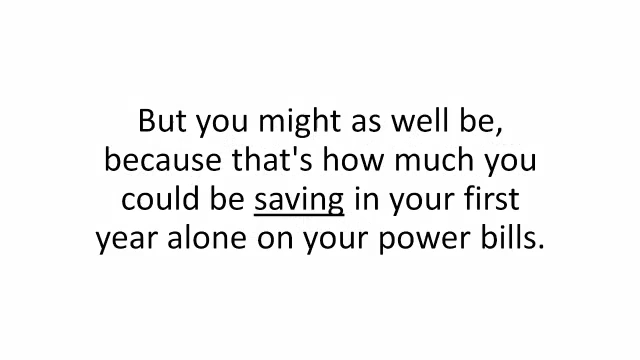 But you might as well be,
because that's how much you
could be saving in your first
year alone on your power bills.